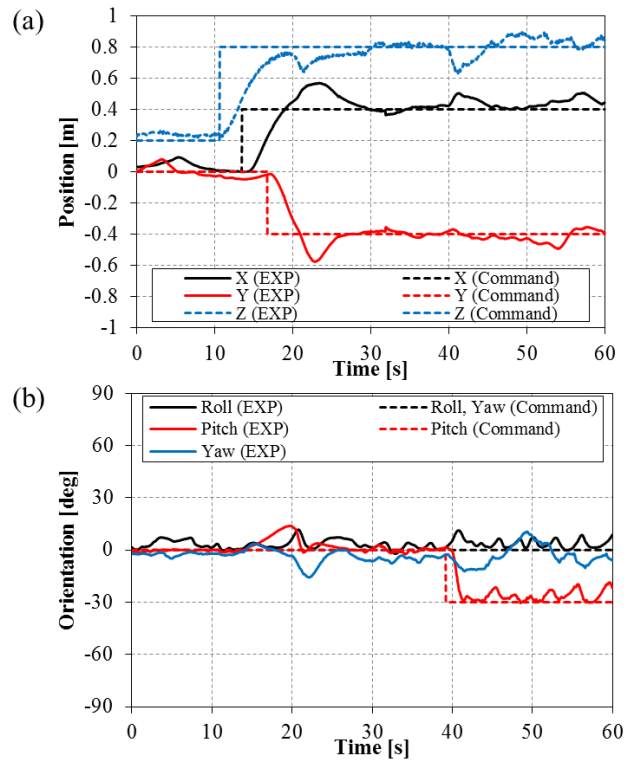 (a)
1
0.8
0.6
0.4
0.2
0
-0.2
-0.4
-0.6
-0.8
-1
Position [m]
X (EXP) X (Command)
Y (EXP) Y (Command)
Z (EXP) Z (Command)
0 10 20 30 40 50 60
Time [s]
(b)
90
60
30
0
-30
-60
-90
Orientation [deg]
Roll (EXP) Roll, Yaw (Command)
Pitch (EXP) Pitch (Command)
Yaw (EXP)
0 10 20 30 40 50 60
Time [s]